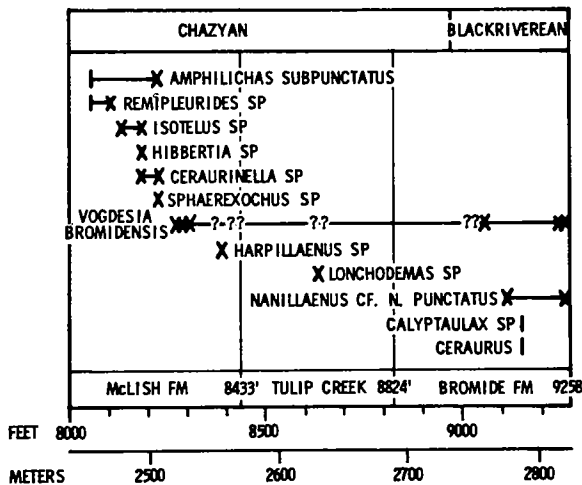 CHAZYAN BLACKRIVEREAN
AMPHILICHAS SUBPUNCTATUS
REMIPLEURIDES SP
ISOTELUS SP
HIBBERTIA SP
CERAURINELLA SP
SPHAEREXOCHUS SP
VOGDESIA
BROMIDENSIS ?-?? ?? ??
HARPILLAENUS SP
LONCHODEMAS SP
NANILLAENUS CF. N. PUNCTATUS
CALYPTAULAX SP
CERAURUS
McLISH FM 8433' TULIP CREEK 8824' BROMIDE FM 9258
FEET 8000 8500 9000
METERS 2500 2600 2700 2800